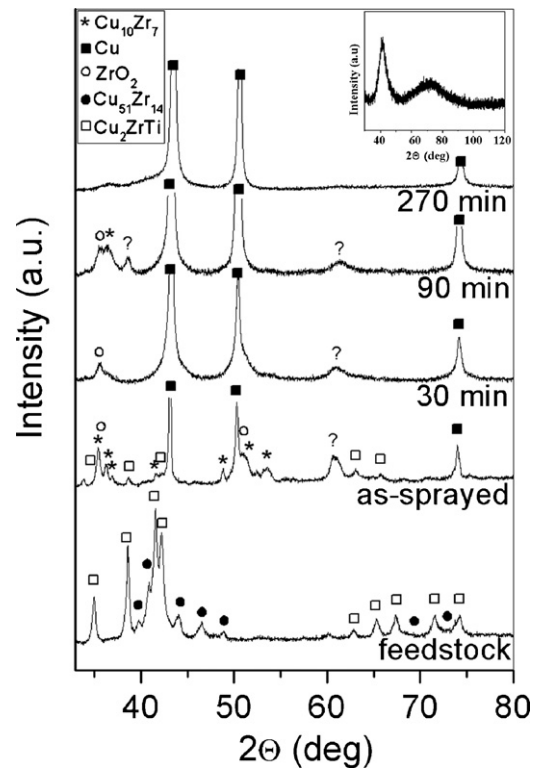 * Cu10Zr7
■ Cu
○ ZrO2
● Cu51Zr14
□ Cu2ZrTi
Intensity (a.u)
40 60 80 100 120
2Θ (deg)
270 min
? ?
90 min
?
30 min
?
as-sprayed
feedstock
Intensity (a.u.)
40 50 60 70 80
2Θ (deg)